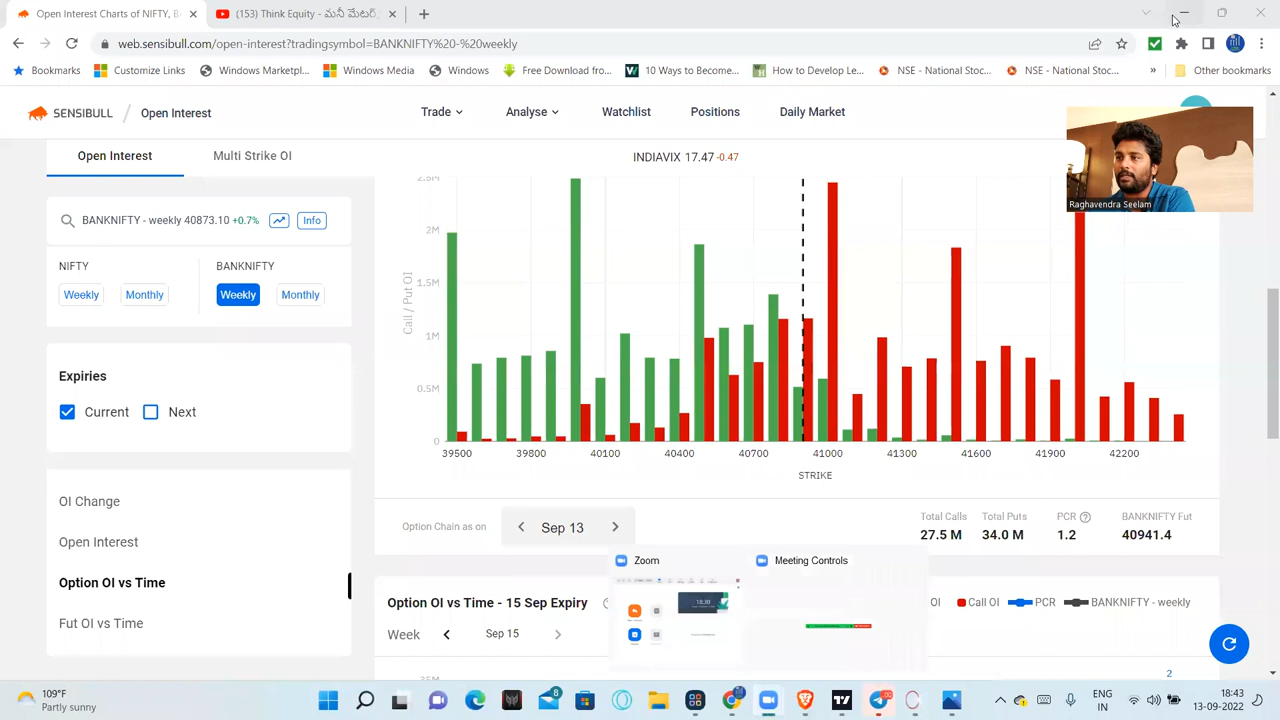 Open Interest Charts of NIFTY, B
(153) Think Equity - మనీ మేటర్
web.sensibull.com/open-interest?tradingsymbol=BANKNIFTY%20-%20weekly
Bookmarks
Customize Links
Windows Marketpl...
Windows Media
Windows
Free Download fro...
10 Ways to Become...
How to Develop Le...
NSE - National Stoc...
NSE - National Stoc...
»
Other bookmarks
SENSIBULL / Open Interest
Trade
Analyse
Watchlist
Positions
Daily Market
Open Interest
Multi Strike OI
INDIAVIX 17.47 -0.47
Raghavendra Seelam
BANKNIFTY - weekly 40873.10 +0.7%
Info
NIFTY
BANKNIFTY
Weekly
Monthly
Weekly
Monthly
Expiries
Current
Next
OI Change
Open Interest
Option OI vs Time
Fut OI vs Time
Call / Put OI
2.5M
2M
1.5M
1M
0.5M
0
39800
40100
40400
40700
41000
41300
41600
41900
42200
STRIKE
Option Chain as on
Sep 13
Total Calls
27.5 M
Total Puts
34.0 M
PCR
1.2
BANKNIFTY Fut
40941.4
Zoom
Meeting Controls
Option OI vs Time - 15 Sep Expiry
OI
Call OI
PCR
BANKNIFTY - weekly
Week
Sep 15
35M
2
109°F
Partly sunny
8
ENG
IN
18:43
13-09-2022